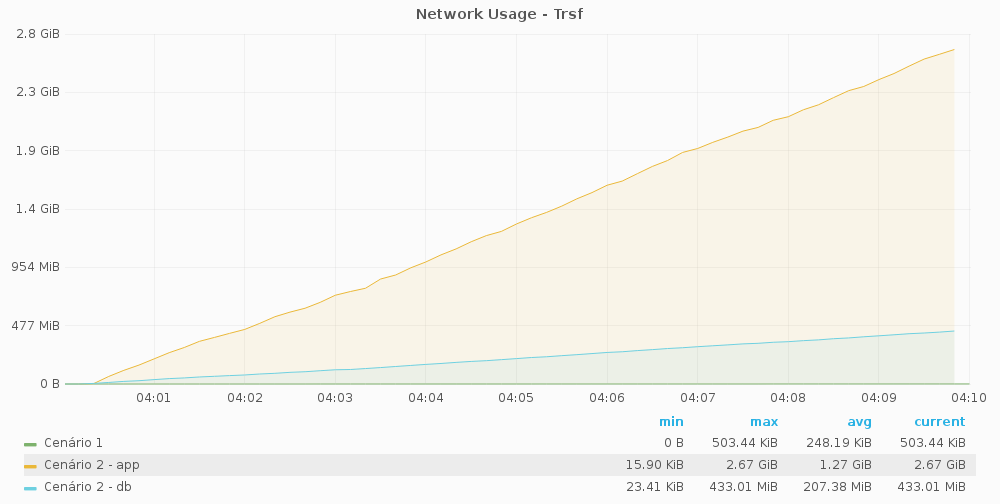 Network Usage - Trsf
2.8 GiB
2.3 GiB
1.9 GiB
1.4 GiB
954 MiB
477 MiB
0 B
04:01 04:02 04:03 04:04 04:05 04:06 04:07 04:08 04:09 04:10
min max avg current
Cenário 1 0 B 503.44 KiB 248.19 KiB 503.44 KiB
Cenário 2 - app 15.90 KiB 2.67 GiB 1.27 GiB 2.67 GiB
Cenário 2 - db 23.41 KiB 433.01 MiB 207.38 MiB 433.01 MiB